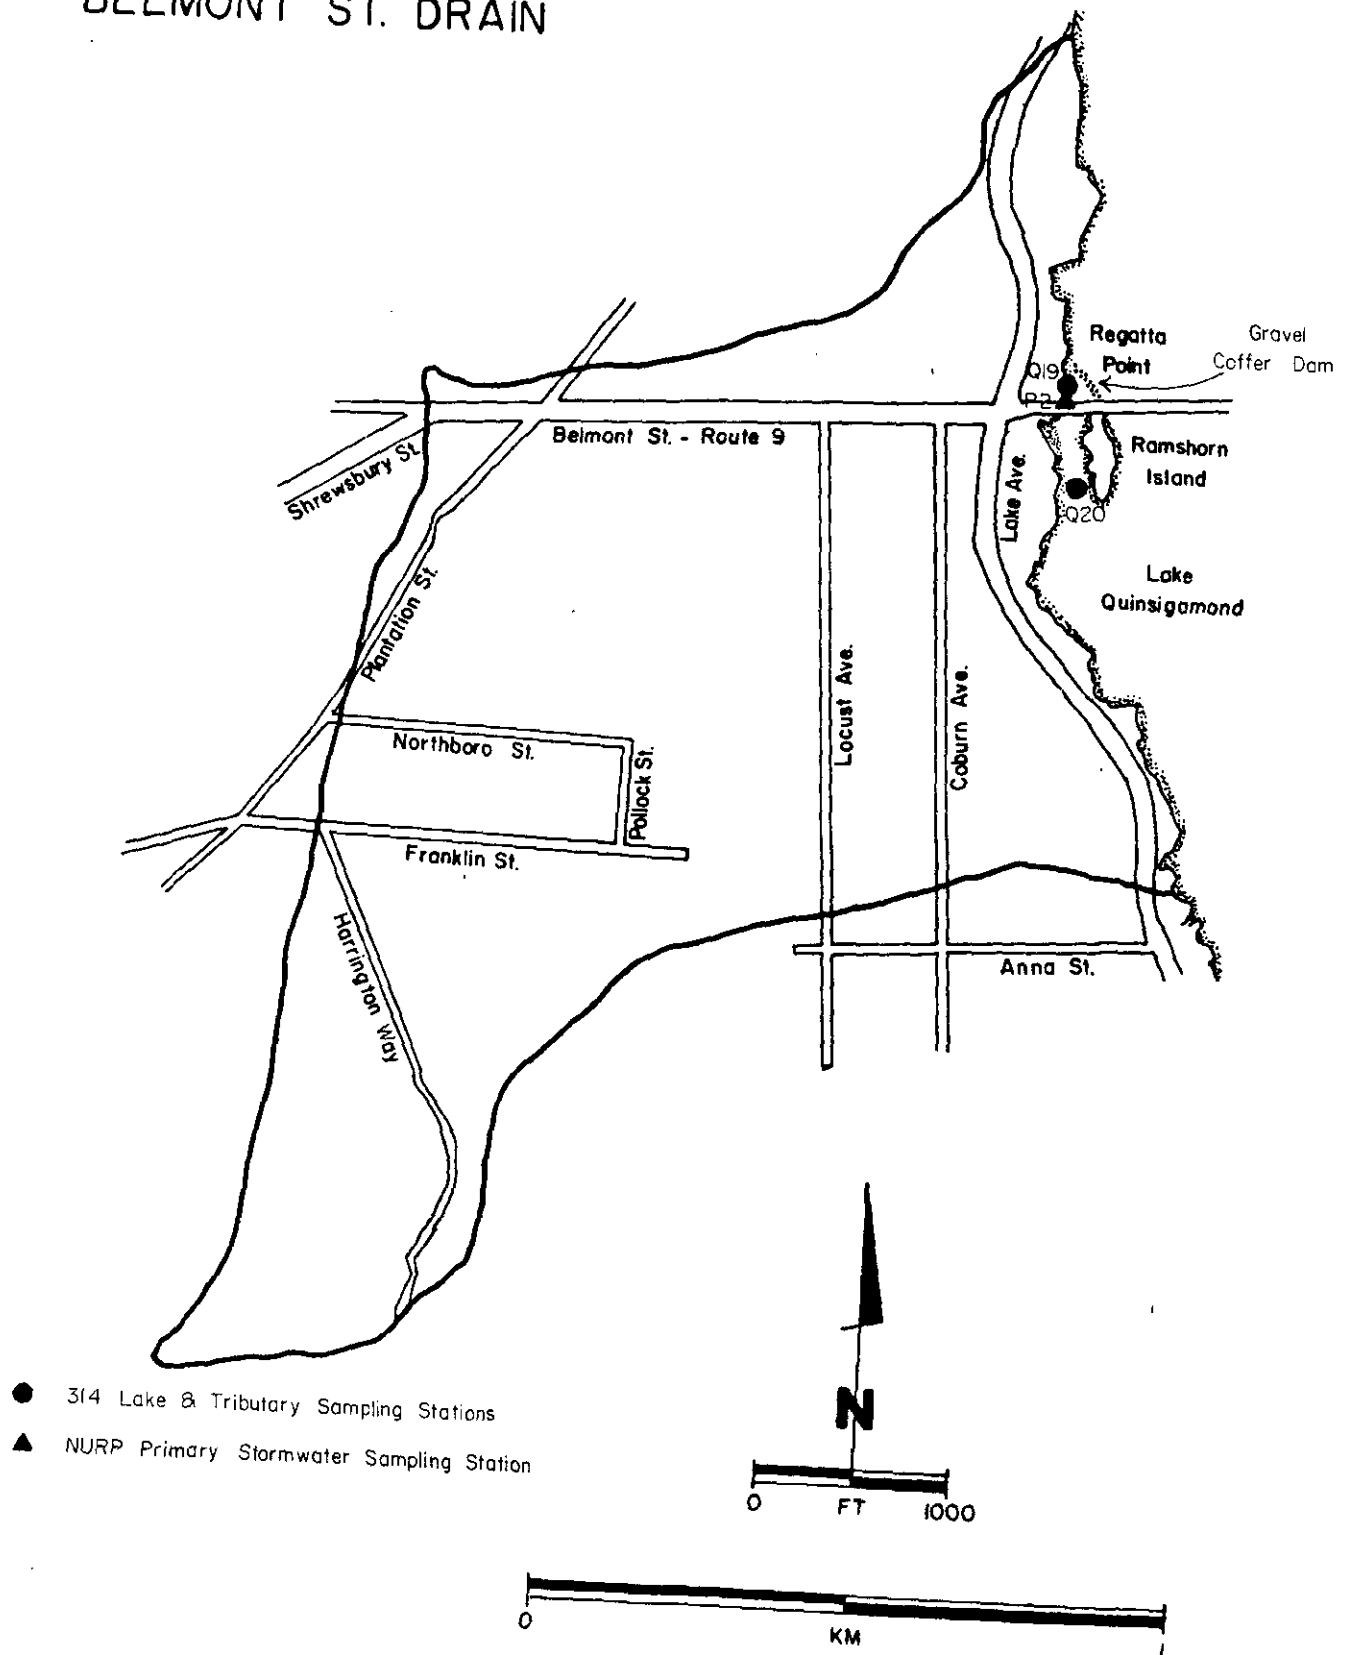 BELMONT ST. DRAIN
Regatta
Point
Gravel
Coffer Dam
Q19
P2
Belmont St. - Route 9
Shrewsbury St.
Ramshorn
Island
Lake Ave.
Q20
Lake
Quinsigamond
Plantation St.
Northboro St.
Pollock St.
Locust Ave.
Coburn Ave.
Franklin St.
Harrington Way
Anna St.
314 Lake & Tributary Sampling Stations
NURP Primary Stormwater Sampling Station
N
0 FT 1000
0 KM